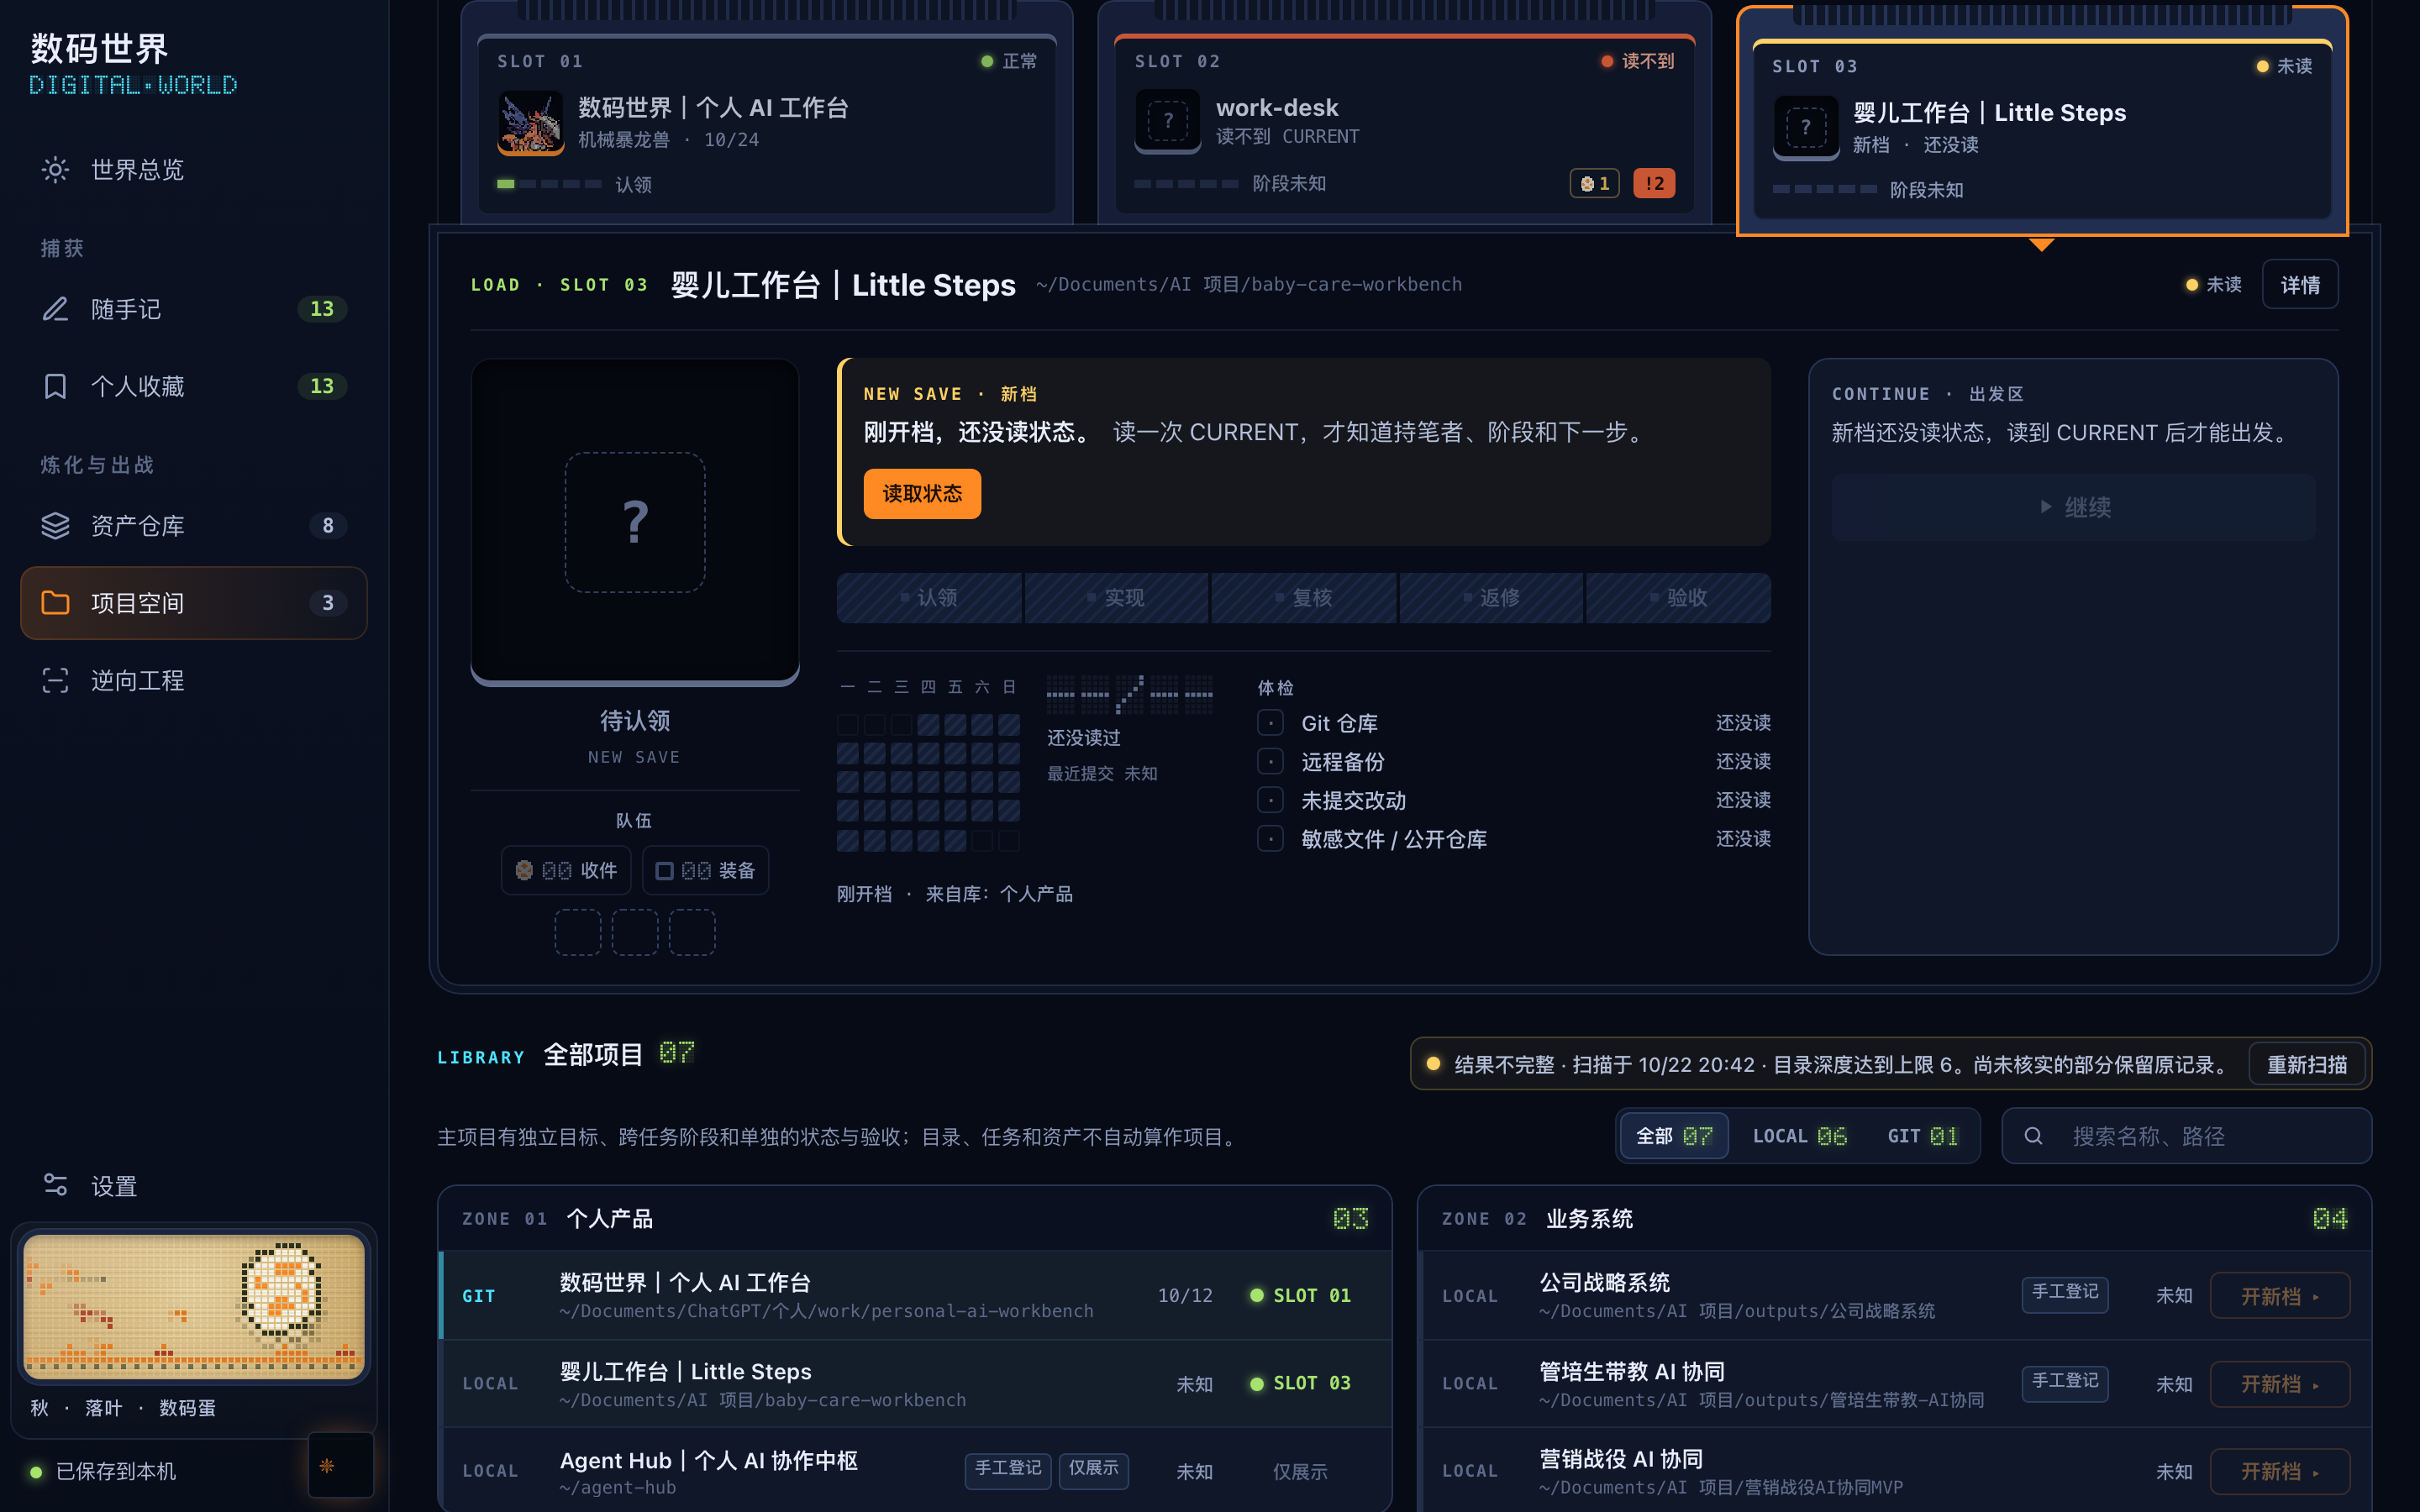 数码世界
DIGITAL·WORLD
世界总览
捕获
随手记 13
个人收藏 13
炼化与出战
资产仓库 8
项目空间 3
逆向工程
设置
秋 · 落叶 · 数码蛋
已保存到本机
SLOT 01 正常
数码世界｜个人 AI 工作台
机械暴龙兽 · 10/24
认领
SLOT 02 读不到
?
work-desk
读不到 CURRENT
阶段未知 1 !2
SLOT 03 未读
?
婴儿工作台｜Little Steps
新档 · 还没读
阶段未知
LOAD · SLOT 03 婴儿工作台｜Little Steps ~/Documents/AI 项目/baby-care-workbench 未读 详情
?
待认领
NEW SAVE
队伍
00 收件 00 装备
NEW SAVE · 新档
刚开档，还没读状态。 读一次 CURRENT，才知道持笔者、阶段和下一步。
读取状态
认领 实现 复核 返修 验收
一 二 三 四 五 六 日
--/--
还没读过
最近提交 未知
体检
Git 仓库 还没读
远程备份 还没读
未提交改动 还没读
敏感文件 / 公开仓库 还没读
刚开档 · 来自库：个人产品
CONTINUE · 出发区
新档还没读状态，读到 CURRENT 后才能出发。
▶ 继续
LIBRARY 全部项目 07
结果不完整 · 扫描于 10/22 20:42 · 目录深度达到上限 6。尚未核实的部分保留原记录。 重新扫描
主项目有独立目标、跨任务阶段和单独的状态与验收；目录、任务和资产不自动算作项目。
全部 07 LOCAL 06 GIT 01 搜索名称、路径
ZONE 01 个人产品 03
GIT 数码世界｜个人 AI 工作台 10/12 SLOT 01
~/Documents/ChatGPT/个人/work/personal-ai-workbench
LOCAL 婴儿工作台｜Little Steps 未知 SLOT 03
~/Documents/AI 项目/baby-care-workbench
LOCAL Agent Hub｜个人 AI 协作中枢 手工登记 仅展示 未知 仅展示
~/agent-hub
ZONE 02 业务系统 04
LOCAL 公司战略系统 手工登记 未知 开新档 ▸
~/Documents/AI 项目/outputs/公司战略系统
LOCAL 管培生带教 AI 协同 手工登记 未知 开新档 ▸
~/Documents/AI 项目/outputs/管培生带教-AI协同
LOCAL 营销战役 AI 协同 未知 开新档 ▸
~/Documents/AI 项目/营销战役AI协同MVP